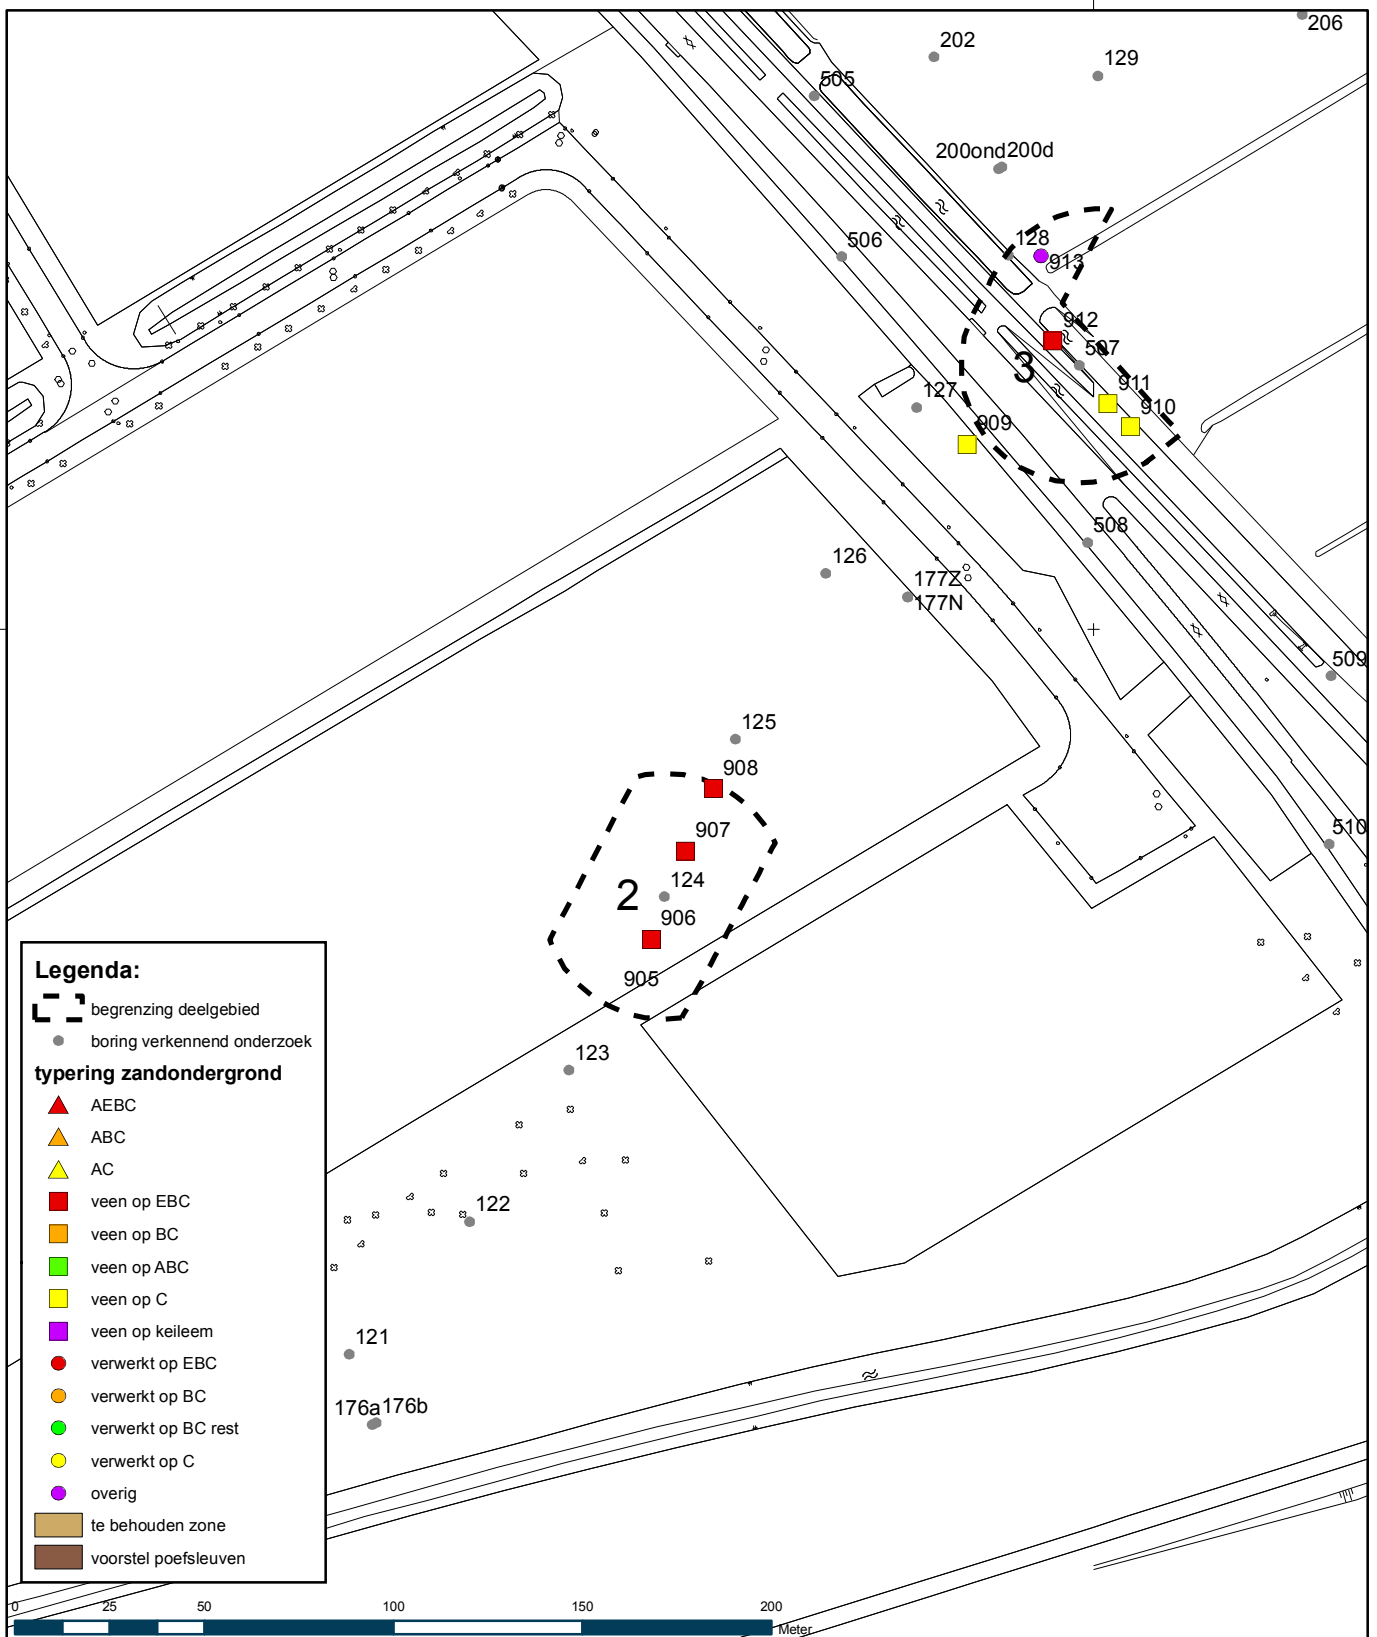 206
202
129
505
200ond 200d
128
506
913
912
507
3
911
127
910
909
508
126
177Z
177N
509
125
908
510
907
124
2
906
905
123
122
121
176a 176b
Legenda:
begrenzing deelgebied
boring verkennend onderzoek
typering zandondergrond
AEBC
ABC
AC
veen op EBC
veen op BC
veen op ABC
veen op C
veen op keileem
verwerkt op EBC
verwerkt op BC
verwerkt op BC rest
verwerkt op C
overig
te behouden zone
voorstel poefsleuven
0 25 50 100 150 200
Meter